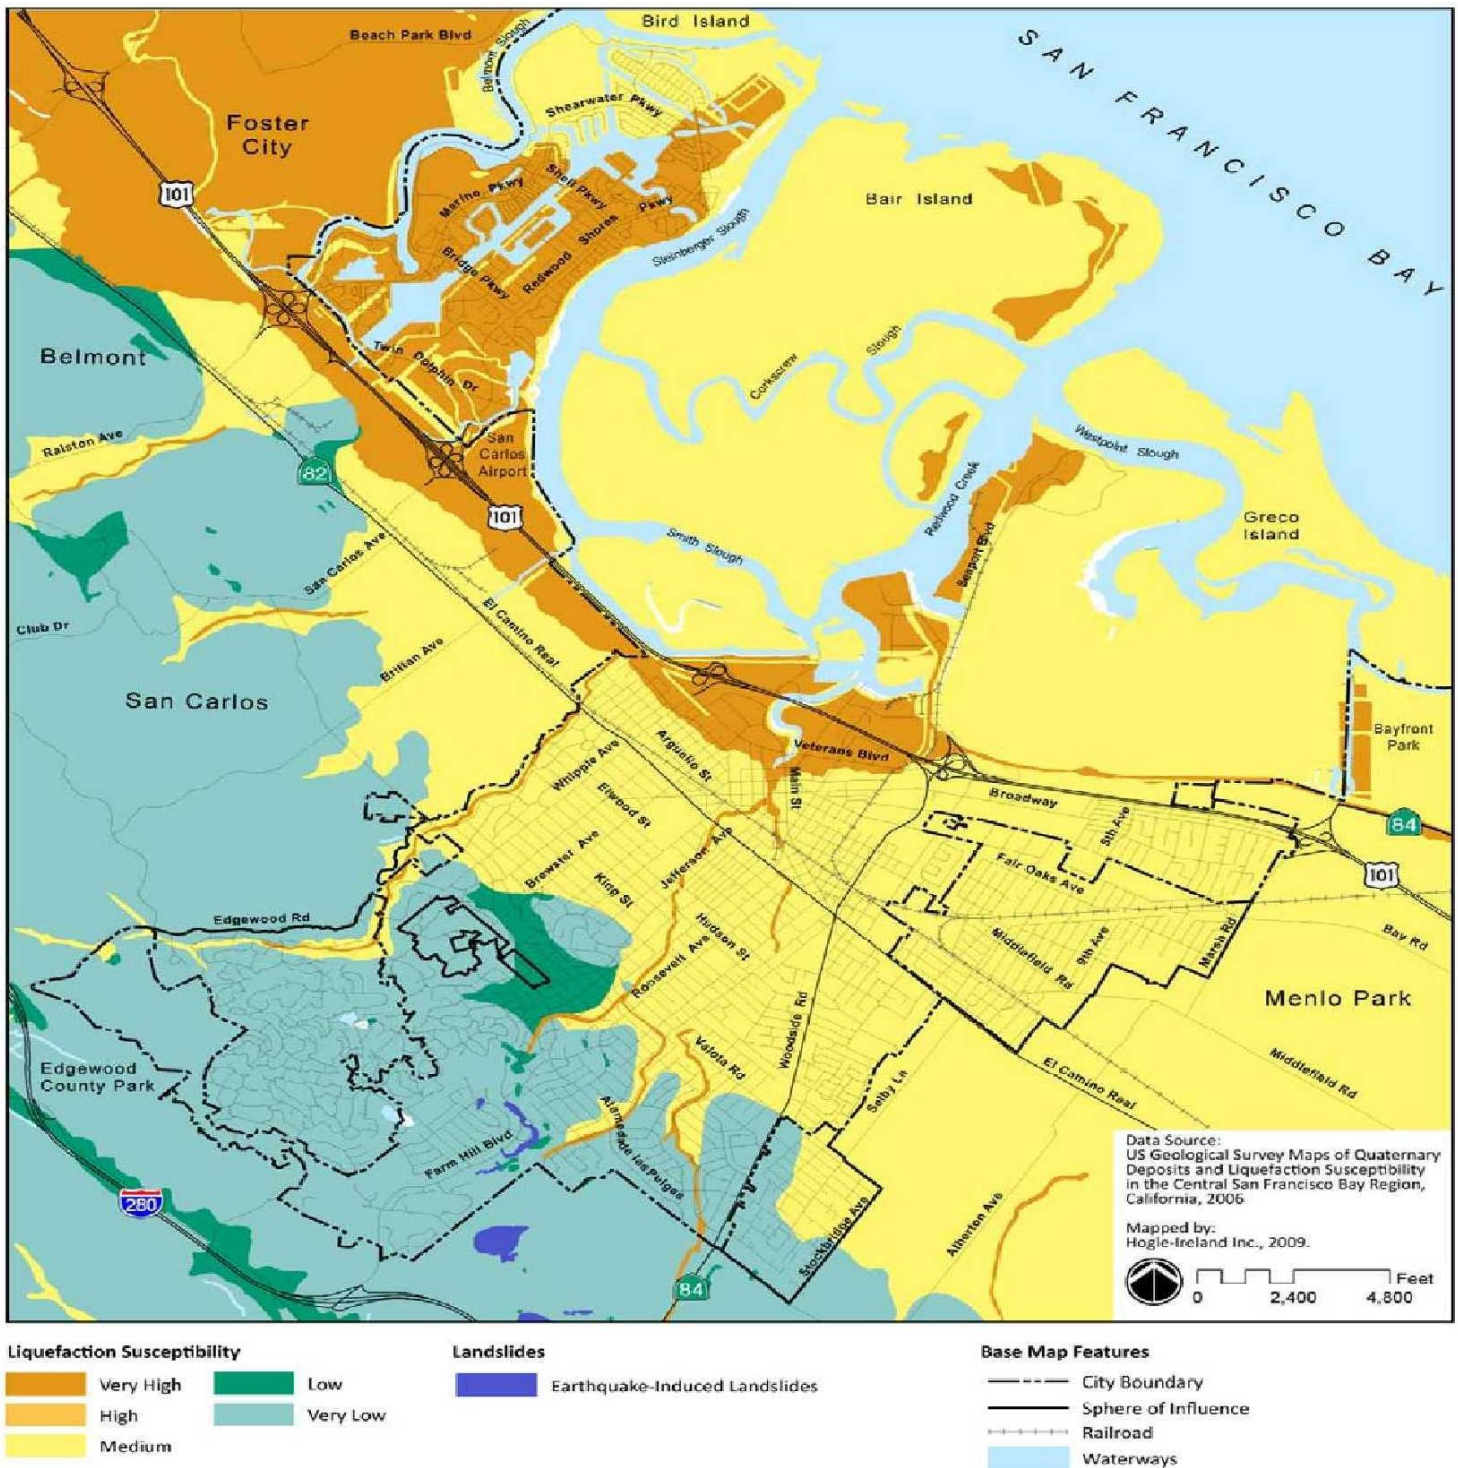 Bird Island
Beach Park Blvd
Belmont Slough
SAN FRANCISCO BAY
Shearwater Pkwy
Foster
City
101
Marine Pkwy
Shell Pkwy
Redwood Shores Pkwy
Bridge Pkwy
Steinberger Slough
Bair Island
Belmont
Twin Dolphin Dr
Corkscrew Slough
Ralston Ave
82
San
Carlos
Airport
101
Redwood Creek
Westpoint Slough
Greco
Island
Smith Slough
Seaport Blvd
San Carlos Ave
El Camino Real
Club Dr
Brittan Ave
San Carlos
Bayfront
Park
Veterans Blvd
Arguello St
Whipple Ave
Main St
Elwood St
Broadway
5th Ave
84
Brewster Ave
Jefferson Ave
Fair Oaks Ave
101
King St
Edgewood Rd
Hudson St
Middlefield Rd
9th Ave
Marsh Rd
Bay Rd
Roosevelt Ave
Menlo Park
Woodside Rd
Valota Rd
Edgewood
County Park
Selby Ln
El Camino Real
Middlefield Rd
Farm Hill Blvd
Alameda de las Pulgas
280
Stockbridge Ave
Atherton Ave
84
Data Source:
US Geological Survey Maps of Quaternary
Deposits and Liquefaction Susceptibility
in the Central San Francisco Bay Region,
California, 2006
Mapped by:
Hogle-Ireland Inc., 2009.
Feet
0 2,400 4,800
Liquefaction Susceptibility
Very High
High
Medium
Low
Very Low
Landslides
Earthquake-Induced Landslides
Base Map Features
City Boundary
Sphere of Influence
Railroad
Waterways